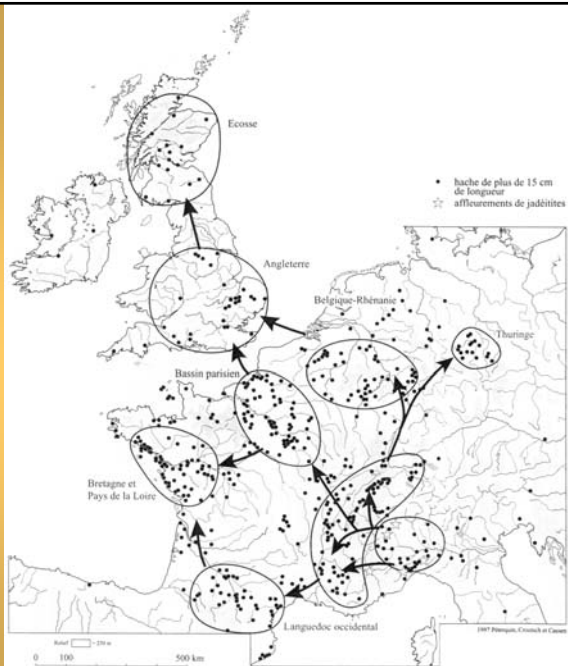 Ecosse
hache de plus de 15 cm
de longueur
affleurements de jadéitites
Angleterre
Belgique-Rhénanie
Thuringe
Bassin parisien
Bretagne et
Pays de la Loire
Languedoc occidental
1997 Pétrequin, Croutsch et Cassen
Relief > 250 m
0 100 500 km